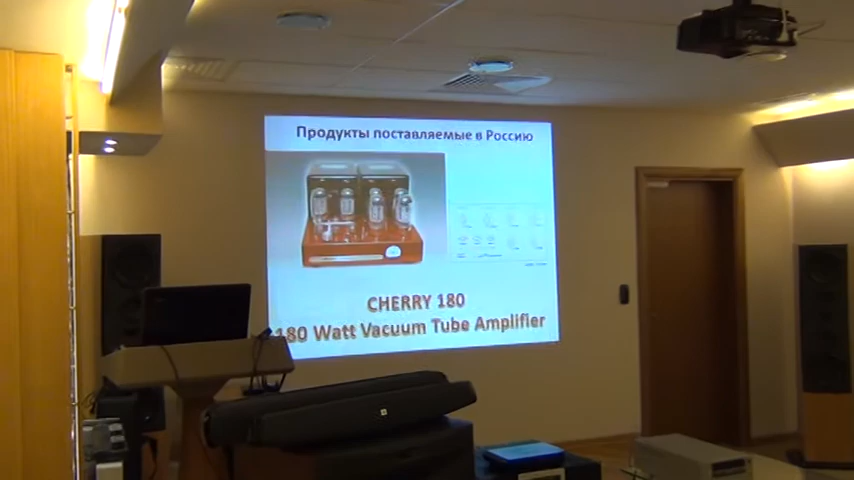 Продукты поставляемые в Россию
CHERRY 180
180 Watt Vacuum Tube Amplifier